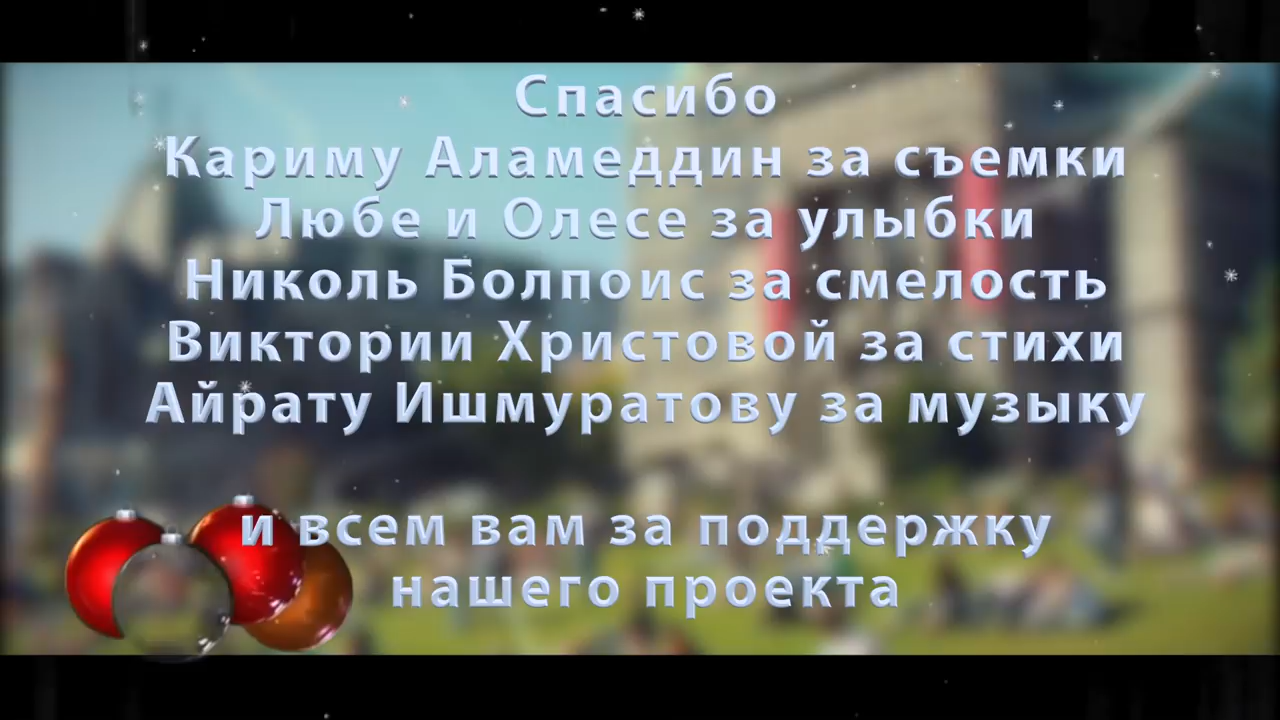 Спасибо
Кариму Аламеддин за съемки
Любе и Олесе за улыбки
Николь Болпоис за смелость
Виктории Христовой за стихи
Айрату Ишмуратову за музыку
и всем вам за поддержку
нашего проекта